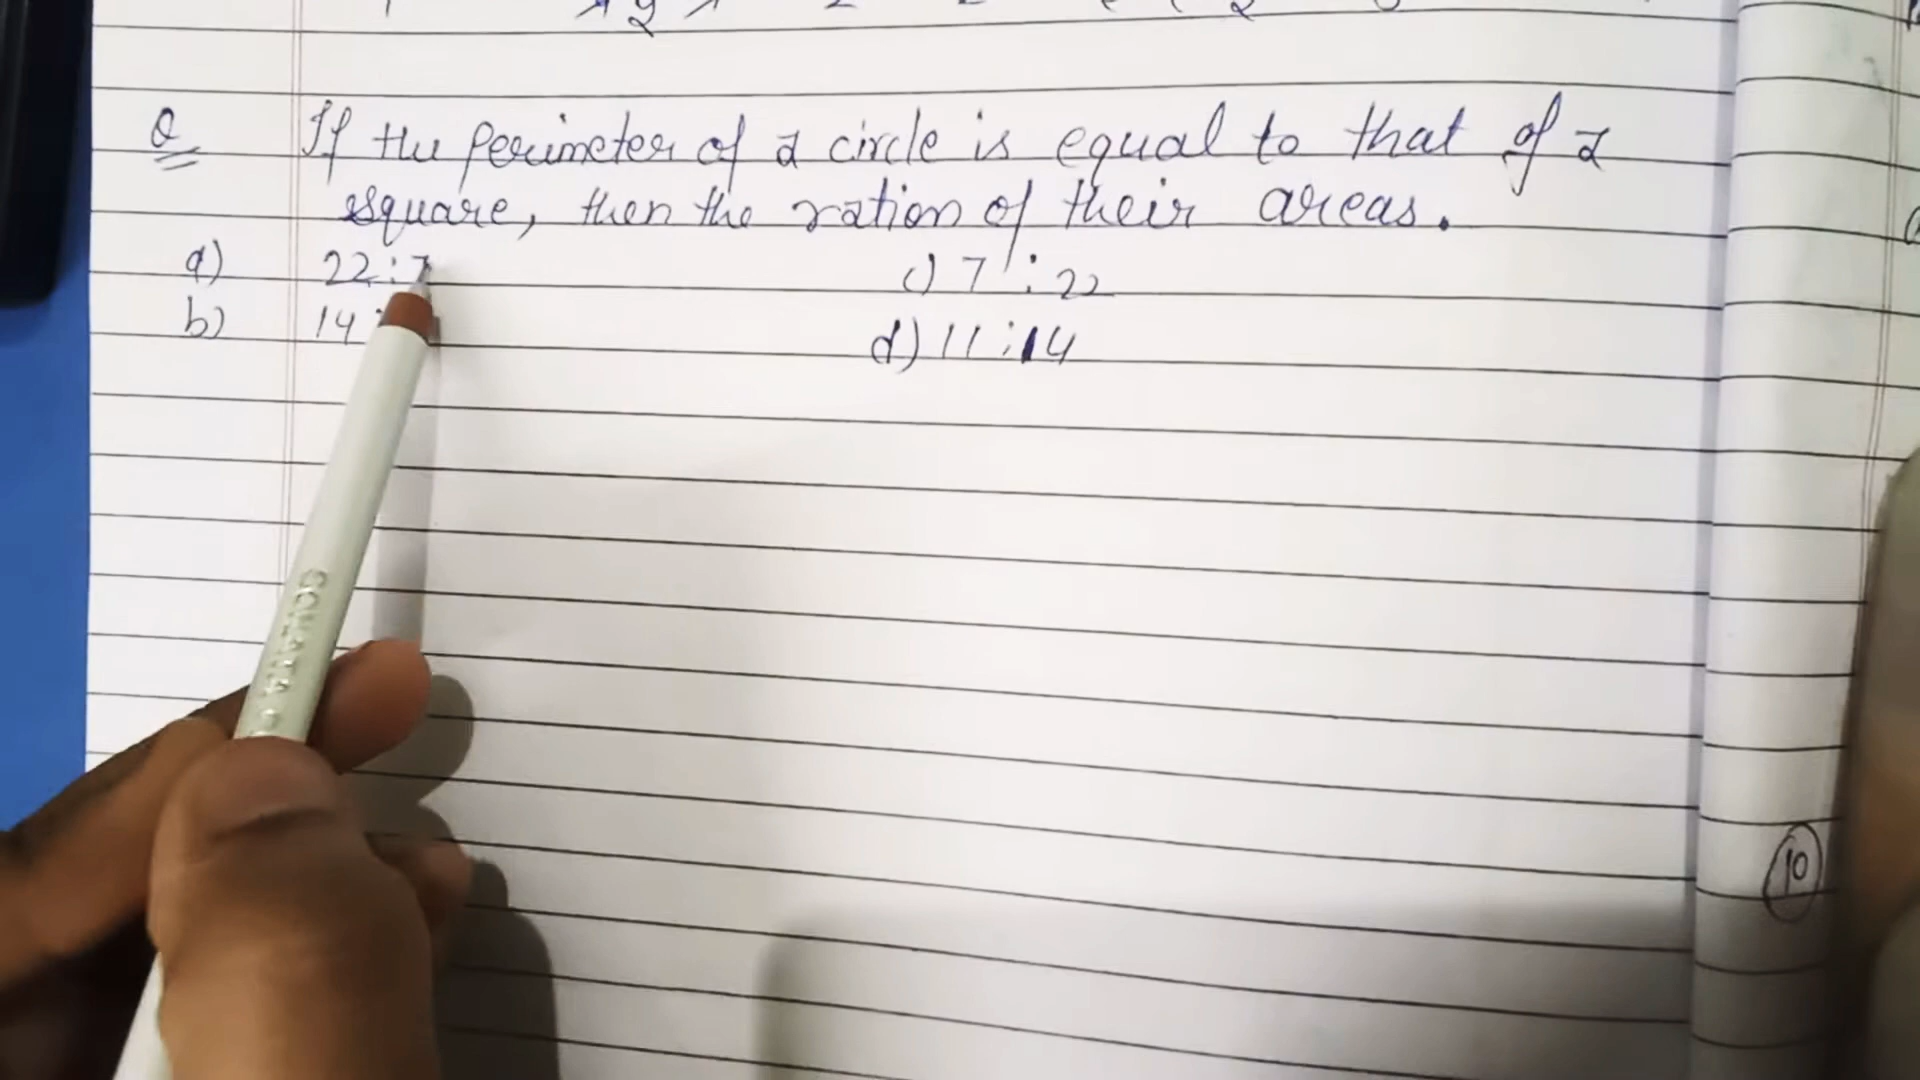 Q If the perimeter of a circle is equal to that of a
square, then the ration of their areas.
a) 22:7 c) 7 : 22
b) 14: d) 11:14
10